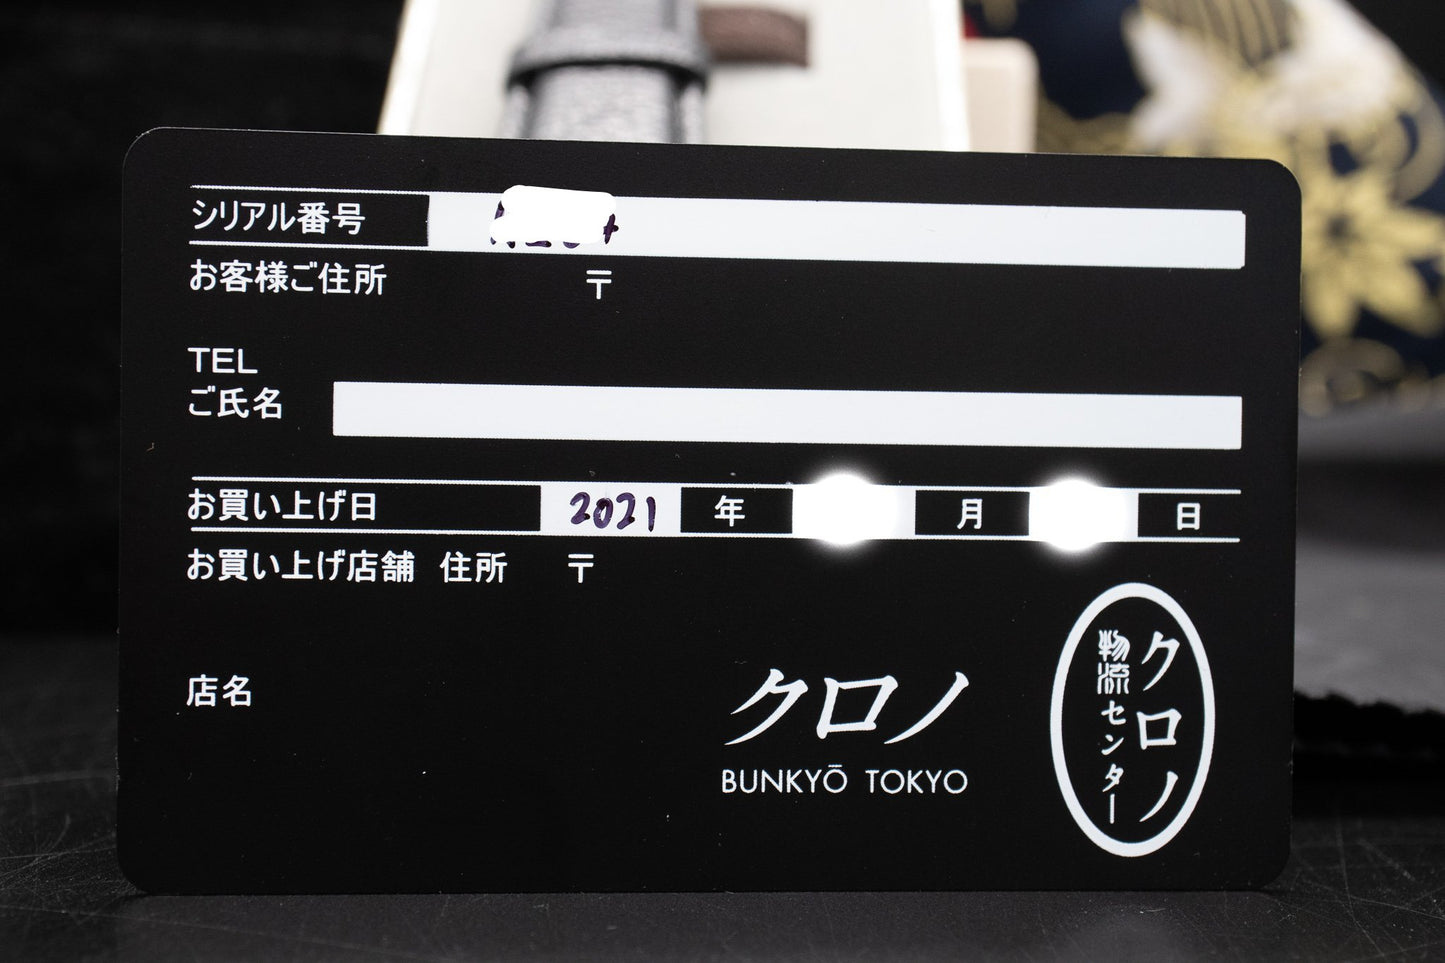 シリアル番号
お客様ご住所 〒
TEL
ご氏名
お買い上げ日 2021 年 月 日
お買い上げ店舗 住所 〒
店名
クロノ
BUNKYŌ TOKYO
クロノ
物流センター